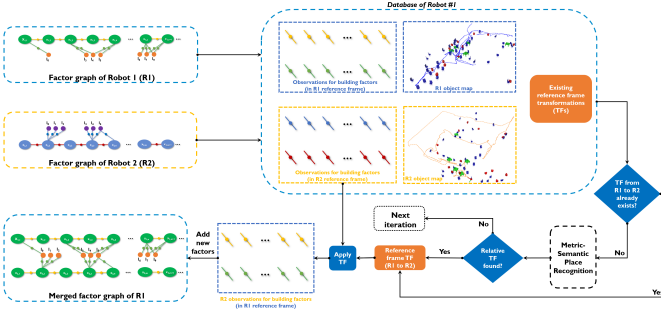 Database of Robot #1
Factor graph of Robot 1 (R1)
Observations for building factors
(in R1 reference frame)
R1 object map
Existing
reference frame
transformations
(TFs)
Factor graph of Robot 2 (R2)
Observations for building factors
(in R2 reference frame)
R2 object map
TF from
R1 to R2
already
exists?
No
Yes
Metric-
Semantic
Place
Recognition
Relative
TF
found?
No
Next
iteration
Yes
Reference
frame TF
(R1 to R2)
Apply
TF
R2 observations for building factors
(in R1 reference frame)
Add
new
factors
Merged factor graph of R1